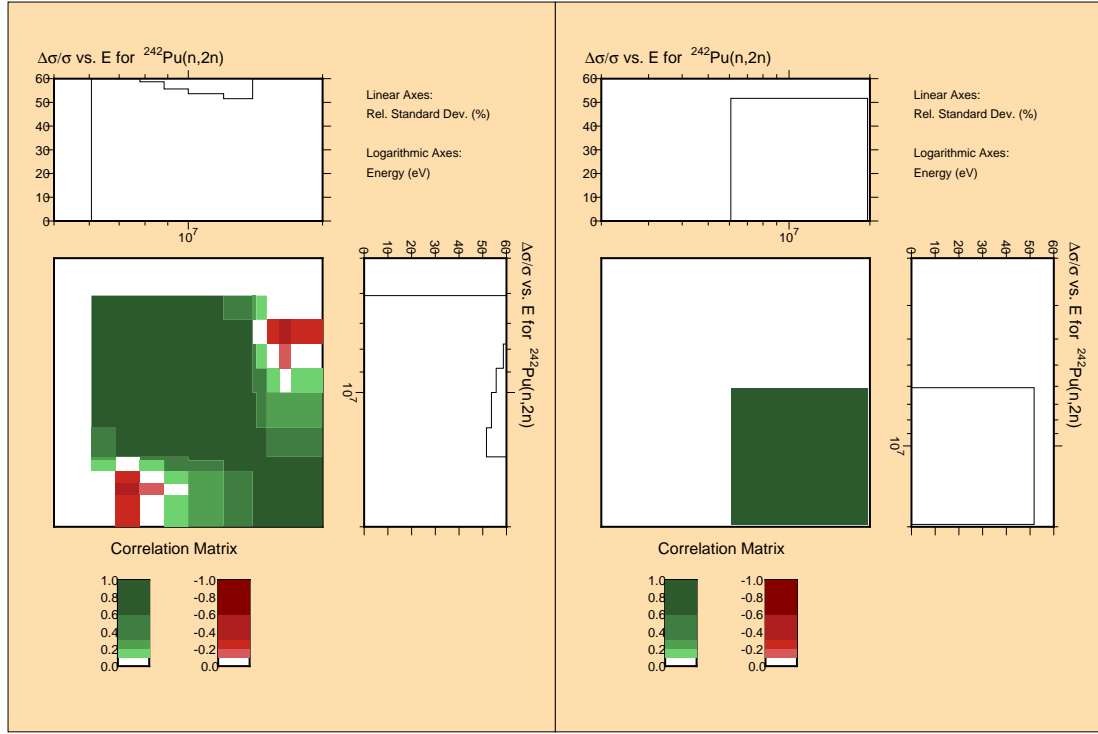 Δσ/σ vs. E for ²⁴²Pu(n,2n)
60
50
40
30
20
10
0
10⁷
Linear Axes:
Rel. Standard Dev. (%)
Logarithmic Axes:
Energy (eV)
0 10 20 30 40 50 60
Δσ/σ vs. E for ²⁴²Pu(n,2n)
10⁷
Correlation Matrix
1.0 -1.0
0.8 -0.8
0.6 -0.6
0.4 -0.4
0.2 -0.2
0.0 0.0
Δσ/σ vs. E for ²⁴²Pu(n,2n)
60
50
40
30
20
10
0
10⁷
Linear Axes:
Rel. Standard Dev. (%)
Logarithmic Axes:
Energy (eV)
0 10 20 30 40 50 60
Δσ/σ vs. E for ²⁴²Pu(n,2n)
10⁷
Correlation Matrix
1.0 -1.0
0.8 -0.8
0.6 -0.6
0.4 -0.4
0.2 -0.2
0.0 0.0